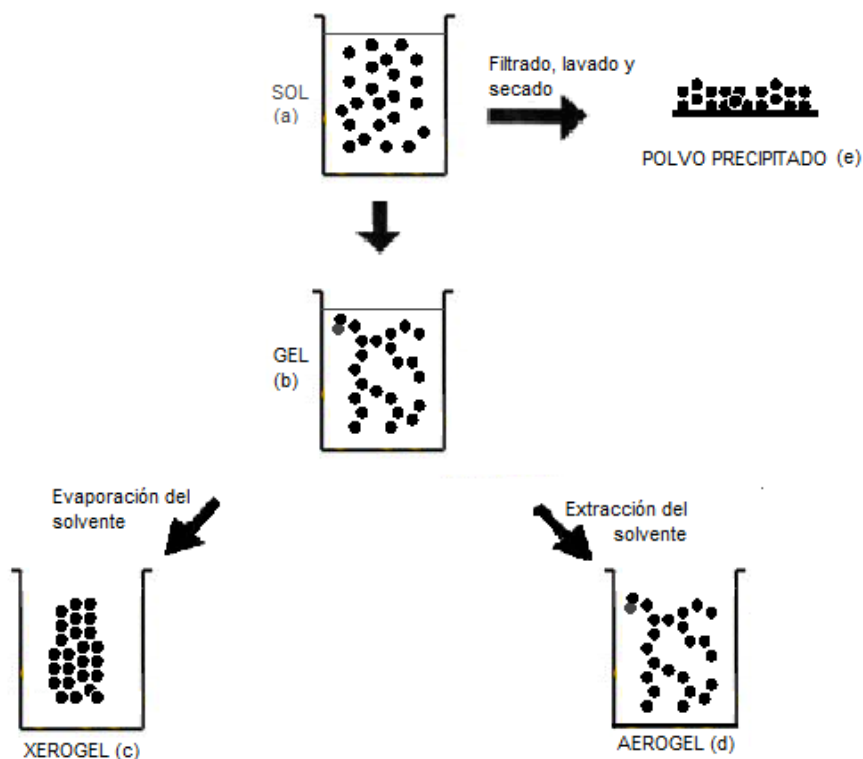 SOL
(a)
Filtrado, lavado y
secado
POLVO PRECIPITADO (e)
GEL
(b)
Evaporación del
solvente
Extracción del
solvente
XEROGEL (c)
AEROGEL (d)